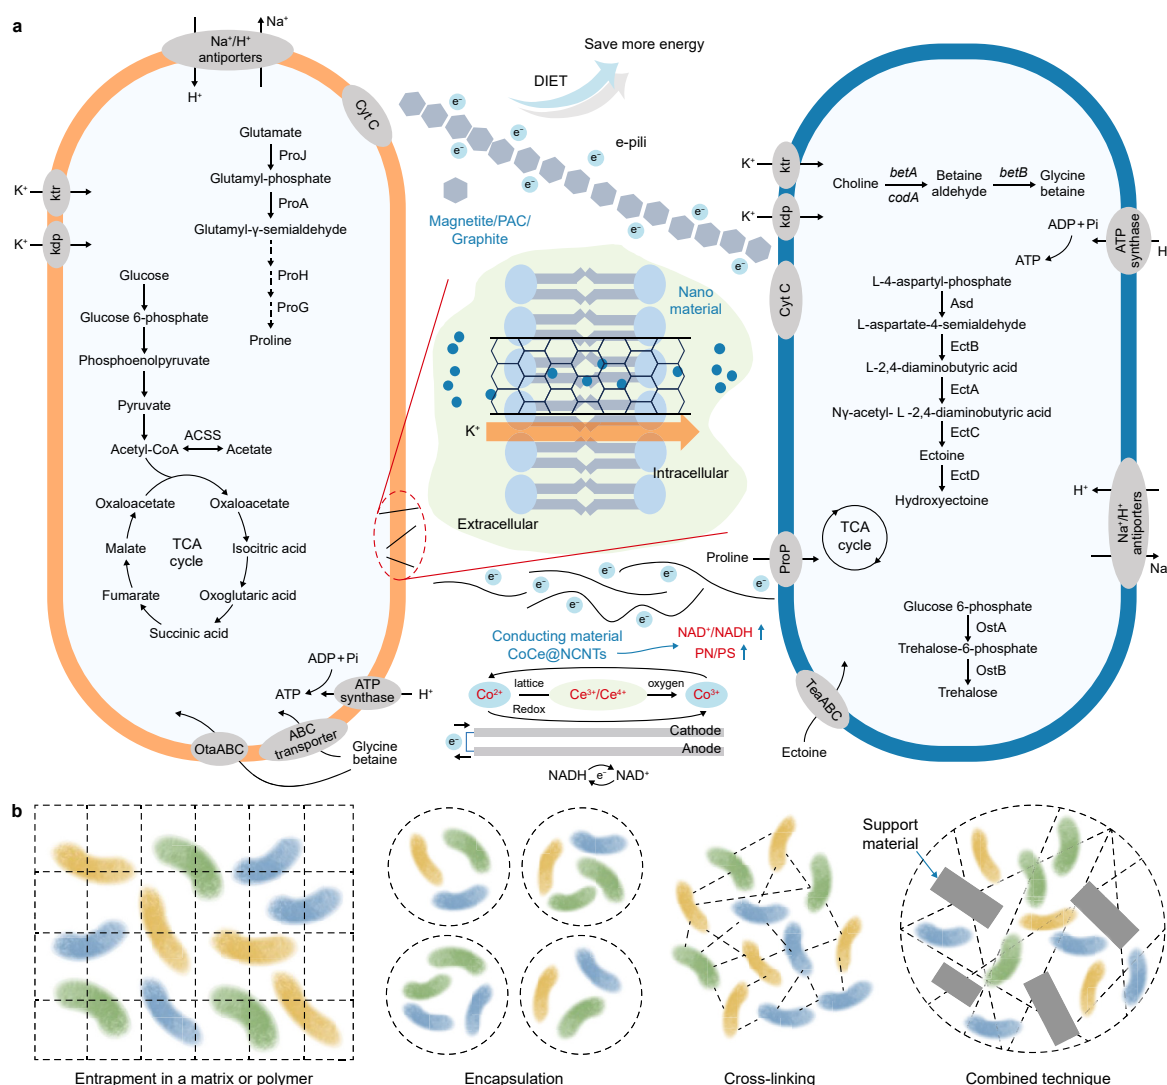 a
Na⁺
Na⁺/H⁺
antiporters
H⁺
Cyt C
Glutamate
ProJ
Glutamyl-phosphate
ProA
Glutamyl-γ-semialdehyde
ProH
ProG
Proline
K⁺
ktr
K⁺
kdp
Glucose
Glucose 6-phosphate
Phosphoenolpyruvate
Pyruvate
Acetyl-CoA
ACSS
Acetate
Oxaloacetate
Oxaloacetate
Malate
TCA
cycle
Isocitric acid
Fumarate
Oxoglutaric acid
Succinic acid
ADP+Pi
ATP
ATP
synthase
H⁺
OtaABC
ABC
transporter
Glycine
betaine
Save more energy
DIET
e⁻
e⁻
e⁻
e⁻
e⁻
e⁻
e⁻
e-pili
Magnetite/PAC/
Graphite
Nano
material
K⁺
Intracellular
Extracellular
e⁻
e⁻
e⁻
e⁻
e⁻
Conducting material
CoCe@NCNTs
NAD⁺/NADH
PN/PS
Co²⁺
lattice
Redox
Ce³⁺/Ce⁴⁺
oxygen
Co³⁺
Cathode
e⁻
Anode
NADH
e⁻
NAD⁺
K⁺
ktr
K⁺
kdp
Cyt C
Choline
betA
codA
Betaine
aldehyde
betB
Glycine
betaine
ADP+Pi
ATP
ATP
synthase
H
L-4-aspartyl-phosphate
Asd
L-aspartate-4-semialdehyde
EctB
L-2,4-diaminobutyric acid
EctA
Nγ-acetyl- L -2,4-diaminobutyric acid
EctC
Ectoine
EctD
Hydroxyectoine
H⁺
Na⁺/H⁺
antiporters
Na
Proline
ProP
TCA
cycle
Glucose 6-phosphate
OstA
Trehalose-6-phosphate
OstB
Trehalose
TeaABC
Ectoine
b
Support
material
Entrapment in a matrix or polymer
Encapsulation
Cross-linking
Combined technique